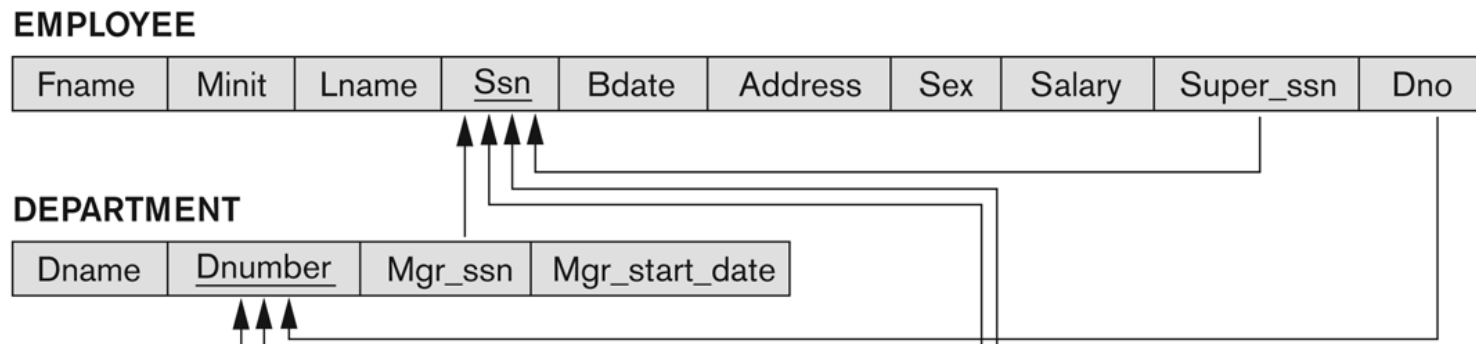 EMPLOYEE
Fname Minit Lname Ssn Bdate Address Sex Salary Super_ssn Dno
DEPARTMENT
Dname Dnumber Mgr_ssn Mgr_start_date